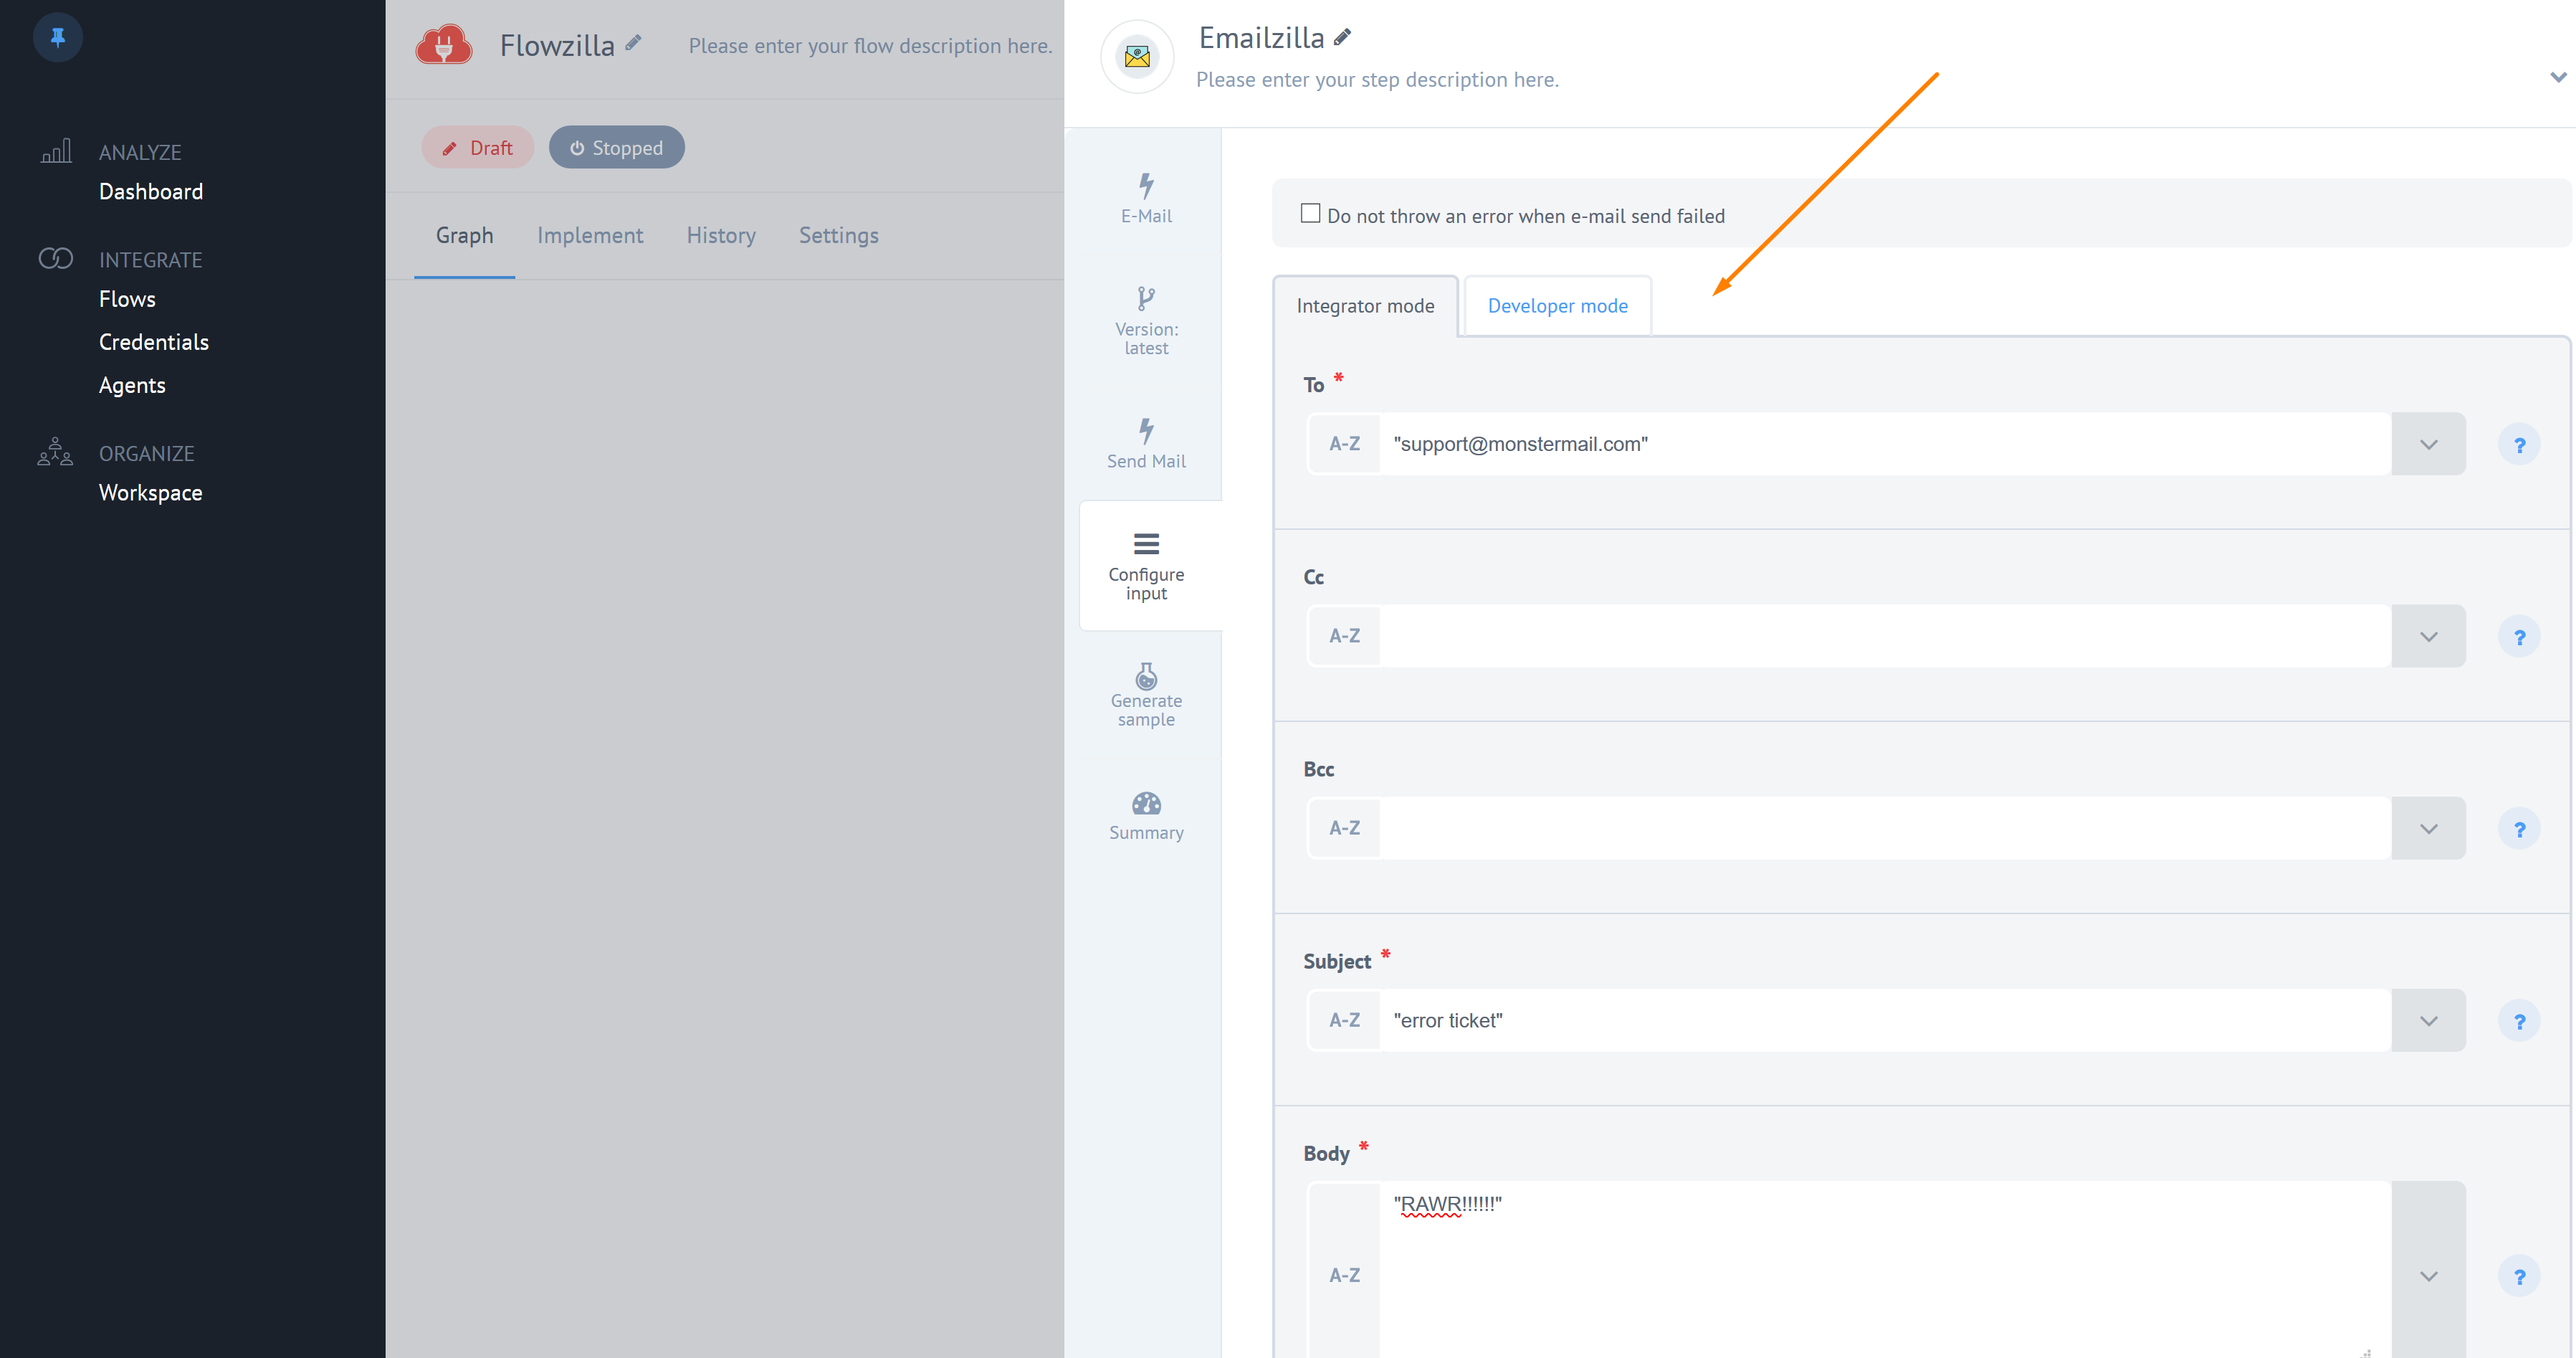 ANALYZE
Dashboard
INTEGRATE
Flows
Credentials
Agents
ORGANIZE
Workspace
Flowzilla
Please enter your flow description here.
Draft
Stopped
Graph
Implement
History
Settings
Emailzilla
Please enter your step description here.
E-Mail
Version:
latest
Send Mail
Configure
input
Generate
sample
Summary
Do not throw an error when e-mail send failed
Integrator mode
Developer mode
To *
A-Z
"support@monstermail.com"
?
Cc
A-Z
?
Bcc
A-Z
?
Subject *
A-Z
"error ticket"
?
Body *
"RAWR!!!!!!"
A-Z
?